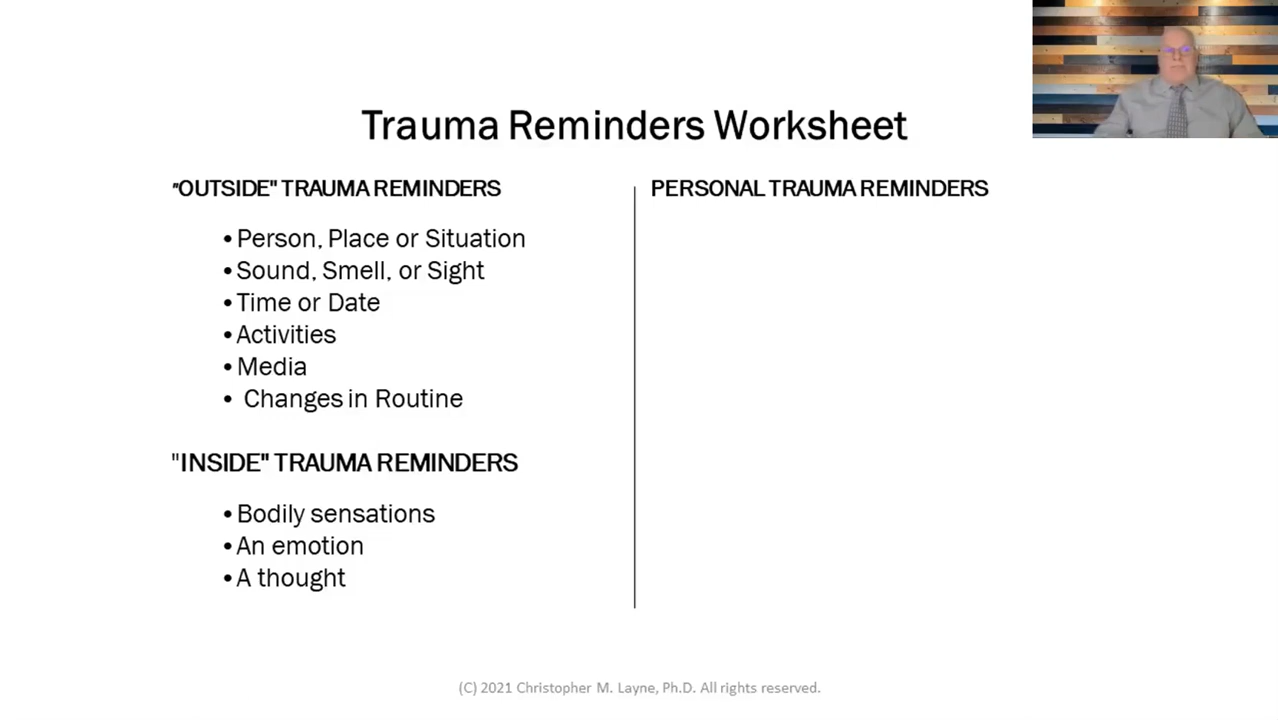 Trauma Reminders Worksheet
"OUTSIDE" TRAUMA REMINDERS
• Person, Place or Situation
• Sound, Smell, or Sight
• Time or Date
• Activities
• Media
• Changes in Routine
"INSIDE" TRAUMA REMINDERS
• Bodily sensations
• An emotion
• A thought
PERSONAL TRAUMA REMINDERS
(C) 2021 Christopher M. Layne, Ph.D. All rights reserved.